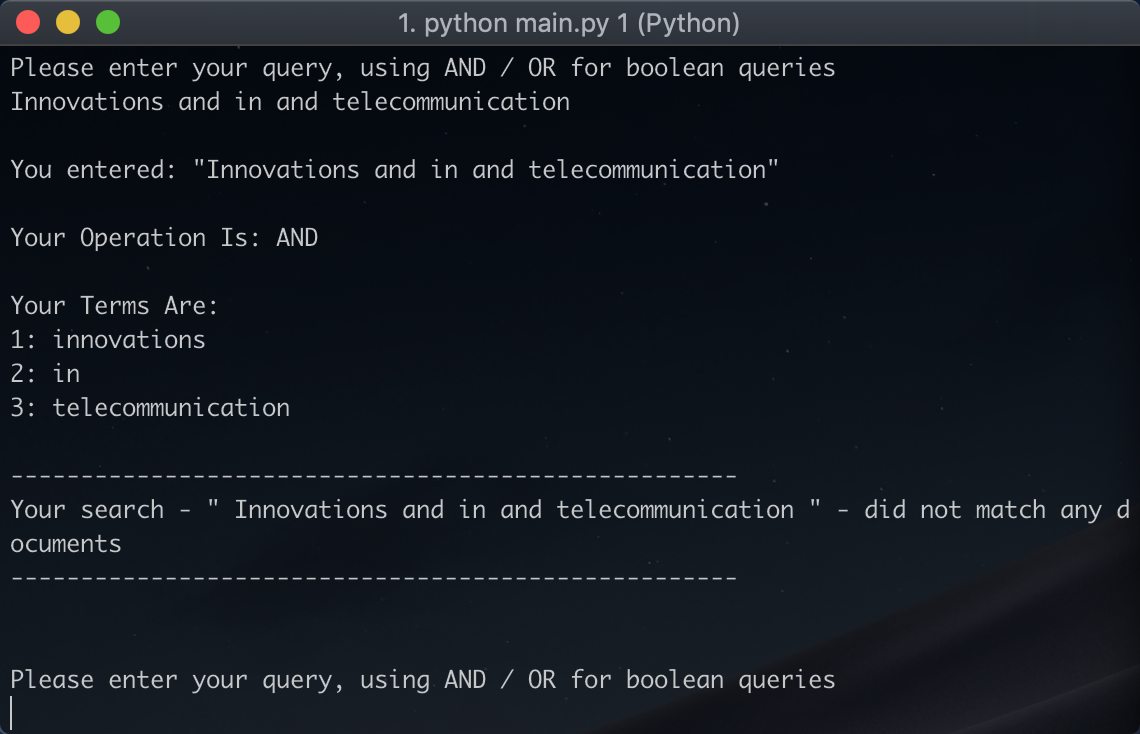 1. python main.py 1 (Python)
Please enter your query, using AND / OR for boolean queries
Innovations and in and telecommunication
You entered: "Innovations and in and telecommunication"
Your Operation Is: AND
Your Terms Are:
1: innovations
2: in
3: telecommunication
----------------------------------------------------
Your search - " Innovations and in and telecommunication " - did not match any d
ocuments
----------------------------------------------------
Please enter your query, using AND / OR for boolean queries